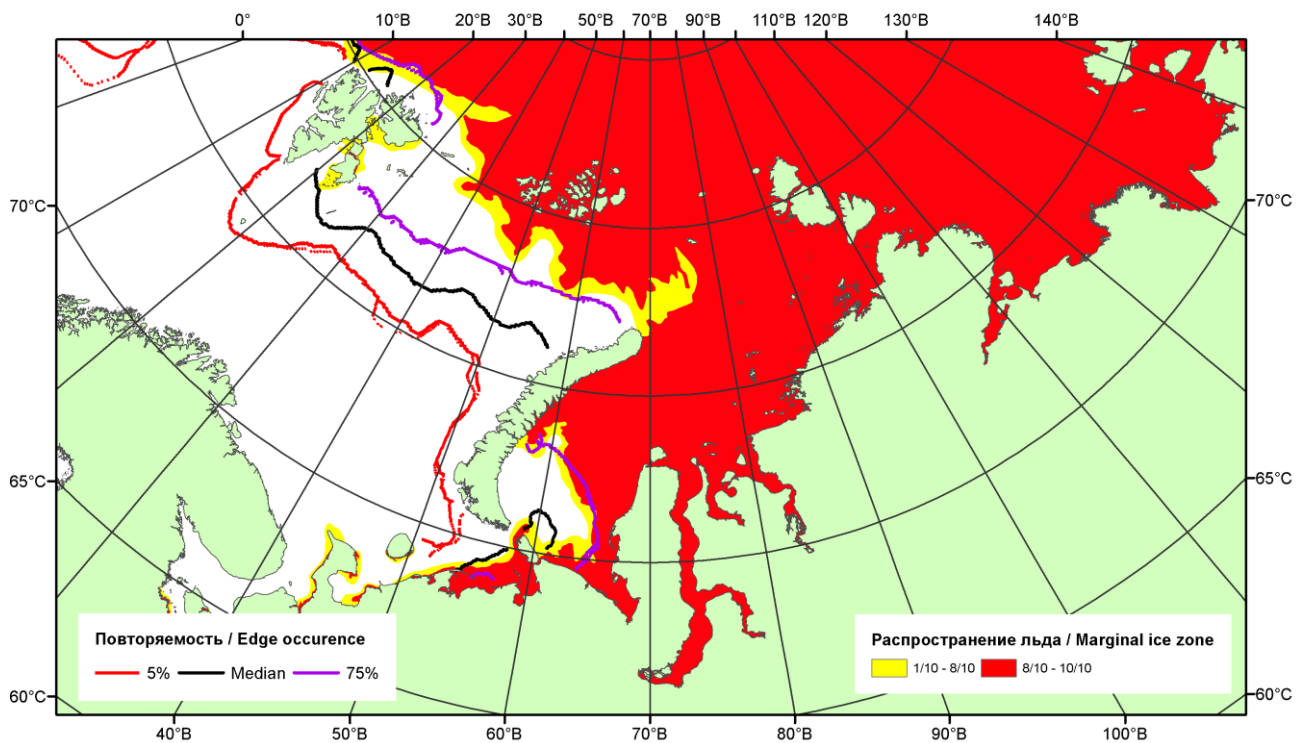 0° 10°В 20°В 30°В 50°В 70°В 90°В 110°В 120°В 130°В 140°В
70°С 70°С
65°С 65°С
60°С 60°С
Повторяемость / Edge occurence
5% Median 75%
Распространение льда / Marginal ice zone
1/10 - 8/10 8/10 - 10/10
40°В 50°В 60°В 70°В 80°В 90°В 100°В